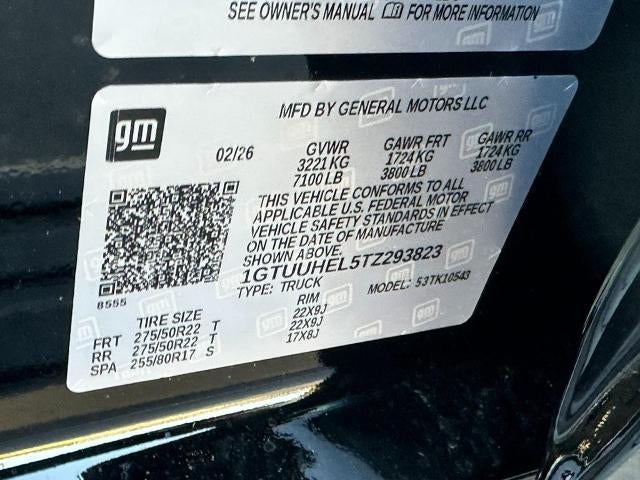 SEE OWNER'S MANUAL FOR MORE INFORMATION
gm
MFD BY GENERAL MOTORS LLC
02/26 GVWR GAWR FRT GAWR RR
3221 KG 1724 KG 1724 KG
7100 LB 3800 LB 3800 LB
THIS VEHICLE CONFORMS TO ALL
APPLICABLE U.S. FEDERAL MOTOR
VEHICLE SAFETY STANDARDS IN EFFECT
ON THE DATE OF MANUFACTURE
SHOWN ABOVE.
1GTUUHEL5TZ293823
TYPE: TRUCK MODEL: 53TK10543
8555
TIRE SIZE RIM
FRT 275/50R22 T 22X9J
RR 275/50R22 T 22X9J
SPA 255/80R17 S 17X8J